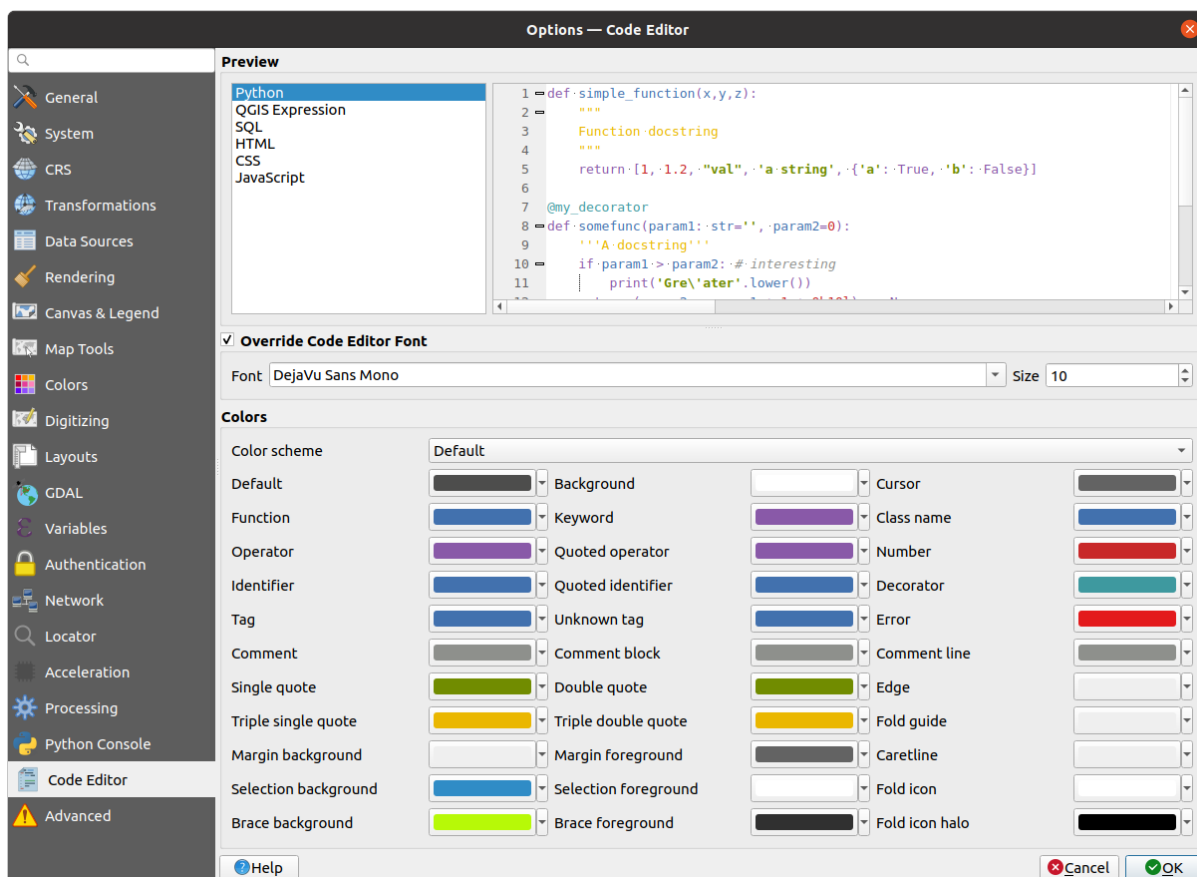 Options — Code Editor
General
System
CRS
Transformations
Data Sources
Rendering
Canvas & Legend
Map Tools
Colors
Digitizing
Layouts
GDAL
Variables
Authentication
Network
Locator
Acceleration
Processing
Python Console
Code Editor
Advanced
Preview
Python
QGIS Expression
SQL
HTML
CSS
JavaScript
1 def simple_function(x,y,z):
2 """
3 Function docstring
4 """
5 return [1, 1.2, "val", 'a string', {'a': True, 'b': False}]
6
7 @my_decorator
8 def somefunc(param1: str='', param2=0):
9 '''A docstring'''
10 if param1 > param2: # interesting
11 print('Gre\'ater'.lower())
Override Code Editor Font
Font DejaVu Sans Mono Size 10
Colors
Color scheme Default
Default Background Cursor
Function Keyword Class name
Operator Quoted operator Number
Identifier Quoted identifier Decorator
Tag Unknown tag Error
Comment Comment block Comment line
Single quote Double quote Edge
Triple single quote Triple double quote Fold guide
Margin background Margin foreground Caretline
Selection background Selection foreground Fold icon
Brace background Brace foreground Fold icon halo
Help Cancel OK